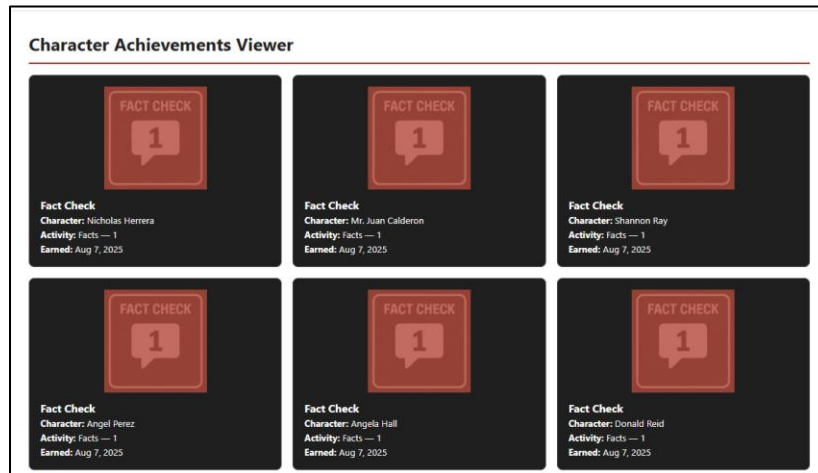 Character Achievements Viewer
FACT CHECK
1
Fact Check
Character: Nicholas Herrera
Activity: Facts — 1
Earned: Aug 7, 2025
FACT CHECK
1
Fact Check
Character: Mr. Juan Calderon
Activity: Facts — 1
Earned: Aug 7, 2025
FACT CHECK
1
Fact Check
Character: Shannon Ray
Activity: Facts — 1
Earned: Aug 7, 2025
FACT CHECK
1
Fact Check
Character: Angel Perez
Activity: Facts — 1
Earned: Aug 7, 2025
FACT CHECK
1
Fact Check
Character: Angela Hall
Activity: Facts — 1
Earned: Aug 7, 2025
FACT CHECK
1
Fact Check
Character: Donald Reid
Activity: Facts — 1
Earned: Aug 7, 2025